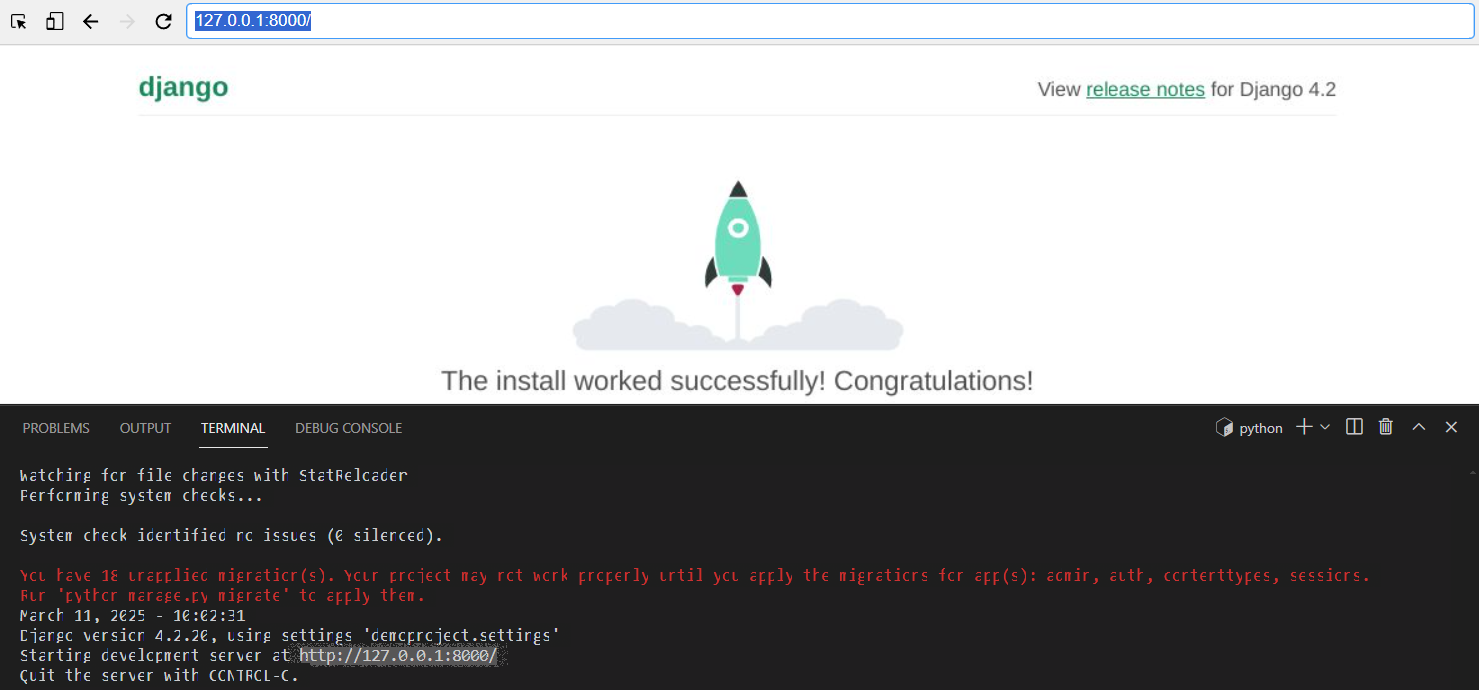 127.0.0.1:8000/
django
View release notes for Django 4.2
The install worked successfully! Congratulations!
PROBLEMS OUTPUT TERMINAL DEBUG CONSOLE python
Watching for file changes with StatReloader
Performing system checks...
System check identified no issues (0 silenced).
You have 18 unapplied migration(s). Your project may not work properly until you apply the migrations for app(s): admin, auth, contenttypes, sessions.
Run 'python manage.py migrate' to apply them.
March 11, 2025 - 10:02:31
Django version 4.2.20, using settings 'demoproject.settings'
Starting development server at http://127.0.0.1:8000/
Quit the server with CONTROL-C.